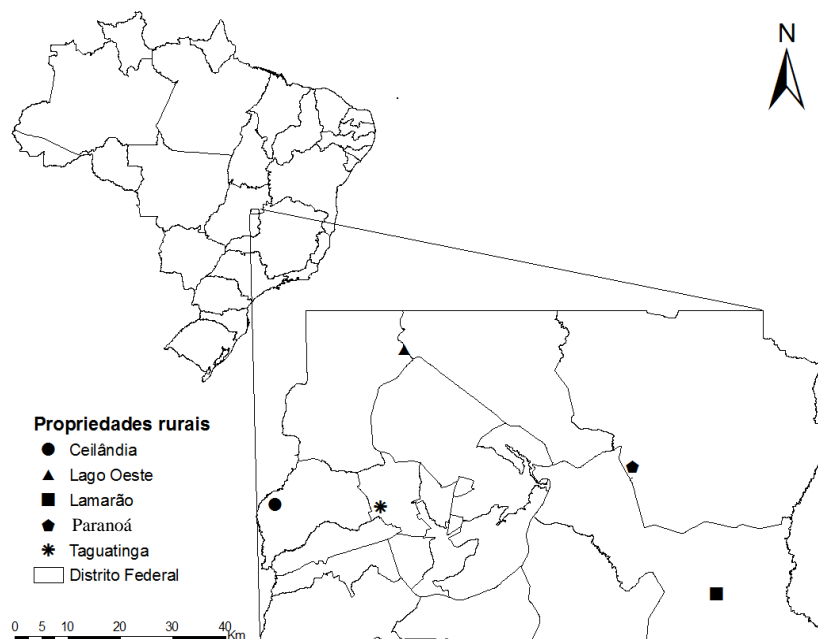 N
Propriedades rurais
Ceilândia
Lago Oeste
Lamarão
Paranoá
Taguatinga
Distrito Federal
0 5 10 20 30 40
Km